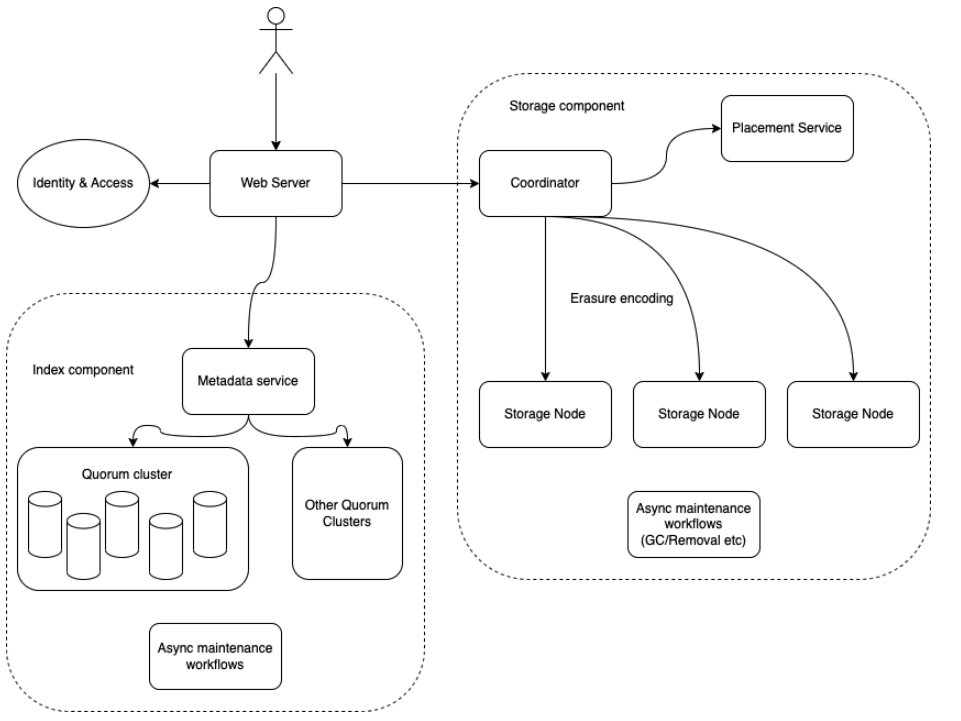 Storage component
Placement Service
Identity & Access
Web Server
Coordinator
Erasure encoding
Index component
Metadata service
Storage Node
Storage Node
Storage Node
Quorum cluster
Other Quorum
Clusters
Async maintenance
workflows
(GC/Removal etc)
Async maintenance
workflows